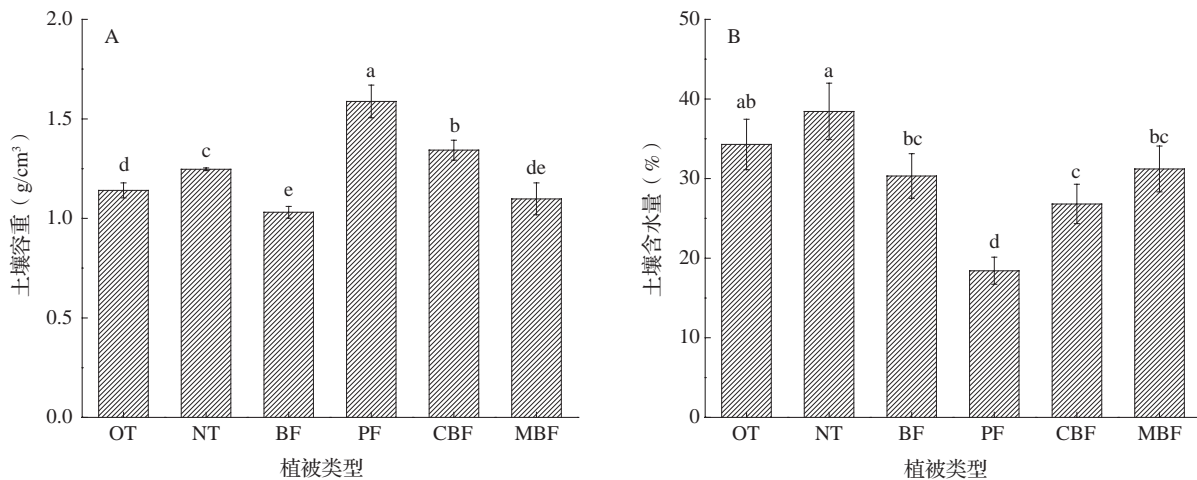 A
土壤容重（g/cm³）
2.0
1.5
1.0
0.5
0.0
d
c
e
a
b
de
OT NT BF PF CBF MBF
植被类型
B
土壤含水量（%）
50
40
30
20
10
0
ab
a
bc
d
c
bc
OT NT BF PF CBF MBF
植被类型